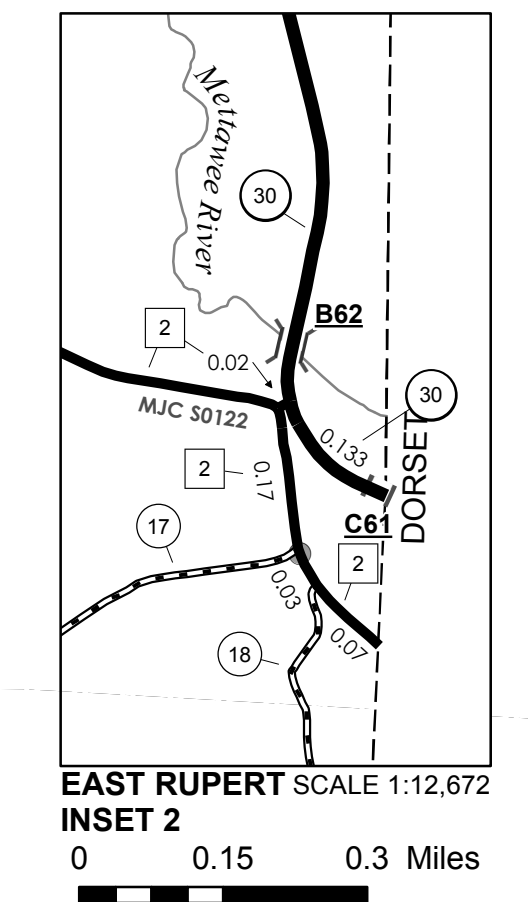 Mettawee River
30
B62
2
0.02
30
MJC S0122
0.133
2
0.17
DORSET
C61
17
2
0.03
0.07
18
EAST RUPERT SCALE 1:12,672
INSET 2
0 0.15 0.3 Miles